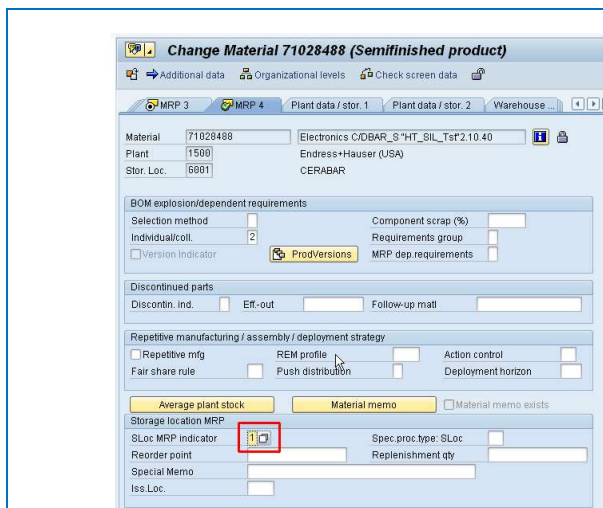 Change Material 71028488 (Semifinished product)
Additional data Organizational levels Check screen data
MRP 3 MRP 4 Plant data / stor. 1 Plant data / stor. 2 Warehouse ...
Material 71028488 Electronics C/DBAR_S "HT_SIL_Tst"2.10.40
Plant 1500 Endress+Hauser (USA)
Stor. Loc. 6001 CERABAR
BOM explosion/dependent requirements
Selection method Component scrap (%)
Individual/coll. 2 Requirements group
Version Indicator ProdVersions MRP dep.requirements
Discontinued parts
Discontin. ind. Eff.-out Follow-up matl
Repetitive manufacturing / assembly / deployment strategy
Repetitive mfg REM profile Action control
Fair share rule Push distribution Deployment horizon
Average plant stock Material memo Material memo exists
Storage location MRP
SLoc MRP indicator 1 Spec.proc.type: SLoc
Reorder point Replenishment qty
Special Memo
Iss.Loc.